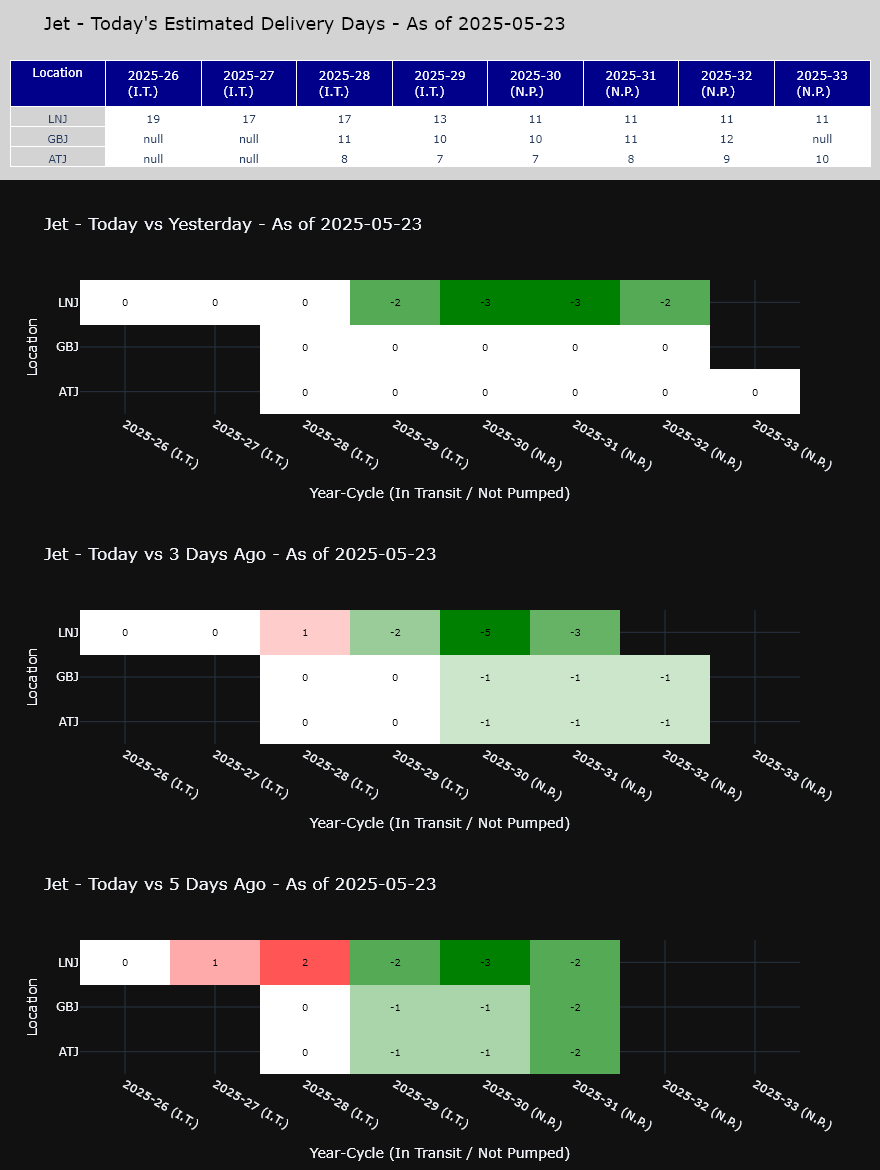 Jet - Today's Estimated Delivery Days - As of 2025-05-23
Location 2025-26 (I.T.) 2025-27 (I.T.) 2025-28 (I.T.) 2025-29 (I.T.) 2025-30 (N.P.) 2025-31 (N.P.) 2025-32 (N.P.) 2025-33 (N.P.)
LNJ 19 17 17 13 11 11 11 11
GBJ null null 11 10 10 11 12 null
ATJ null null 8 7 7 8 9 10
Jet - Today vs Yesterday - As of 2025-05-23
Location
LNJ 0 0 0 -2 -3 -3 -2
GBJ 0 0 0 0 0
ATJ 0 0 0 0 0 0
2025-26 (I.T.) 2025-27 (I.T.) 2025-28 (I.T.) 2025-29 (I.T.) 2025-30 (N.P.) 2025-31 (N.P.) 2025-32 (N.P.) 2025-33 (N.P.)
Year-Cycle (In Transit / Not Pumped)
Jet - Today vs 3 Days Ago - As of 2025-05-23
Location
LNJ 0 0 1 -2 -5 -3
GBJ 0 0 -1 -1 -1
ATJ 0 0 -1 -1 -1
2025-26 (I.T.) 2025-27 (I.T.) 2025-28 (I.T.) 2025-29 (I.T.) 2025-30 (N.P.) 2025-31 (N.P.) 2025-32 (N.P.) 2025-33 (N.P.)
Year-Cycle (In Transit / Not Pumped)
Jet - Today vs 5 Days Ago - As of 2025-05-23
Location
LNJ 0 1 2 -2 -3 -2
GBJ 0 -1 -1 -2
ATJ 0 -1 -1 -2
2025-26 (I.T.) 2025-27 (I.T.) 2025-28 (I.T.) 2025-29 (I.T.) 2025-30 (N.P.) 2025-31 (N.P.) 2025-32 (N.P.) 2025-33 (N.P.)
Year-Cycle (In Transit / Not Pumped)